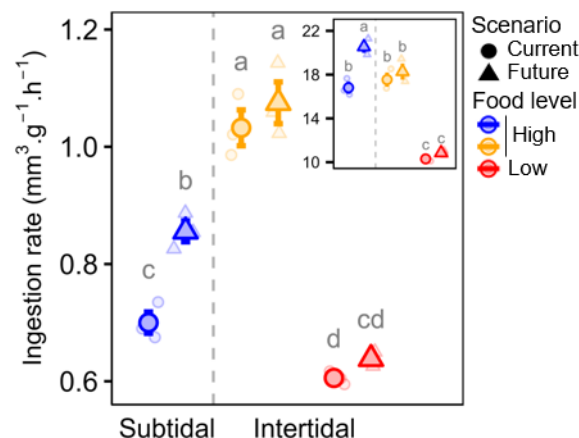 Ingestion rate (mm³.g⁻¹.h⁻¹)
1.2
1.0
0.8
0.6
c
b
a
a
d
cd
Subtidal
Intertidal
22
18
14
10
b
a
b
b
c
c
Scenario
Current
Future
Food level
High
Low